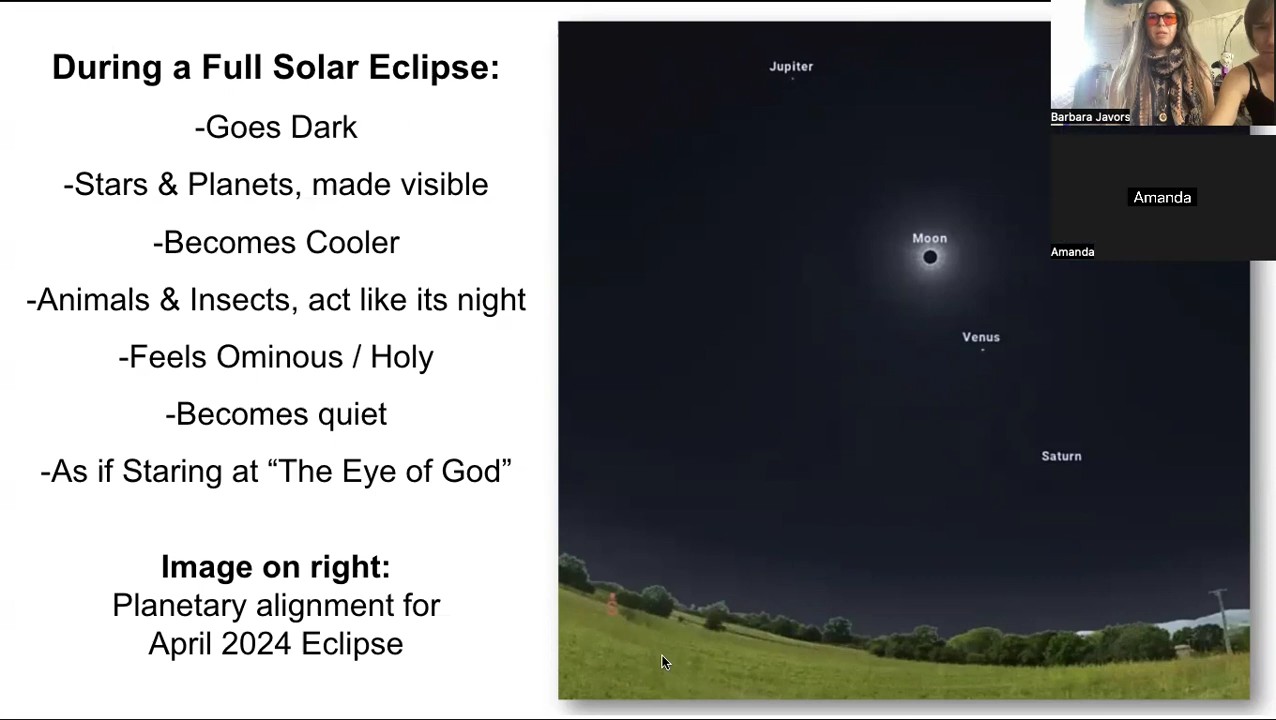 During a Full Solar Eclipse:
-Goes Dark
-Stars & Planets, made visible
-Becomes Cooler
-Animals & Insects, act like its night
-Feels Ominous / Holy
-Becomes quiet
-As if Staring at “The Eye of God”
Image on right:
Planetary alignment for
April 2024 Eclipse
Jupiter
Moon
Venus
Saturn
S
Barbara Javors
Amanda
Amanda